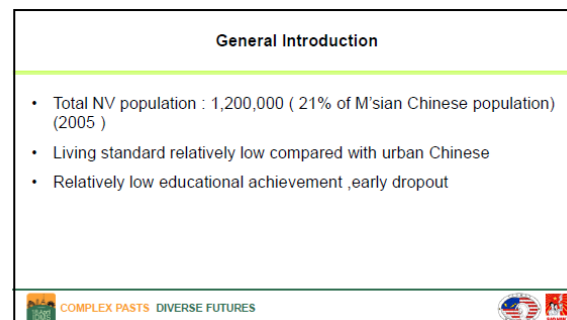 General Introduction
• Total NV population : 1,200,000 ( 21% of M'sian Chinese population)
(2005 )
• Living standard relatively low compared with urban Chinese
• Relatively low educational achievement ,early dropout
COMPLEX PASTS DIVERSE FUTURES